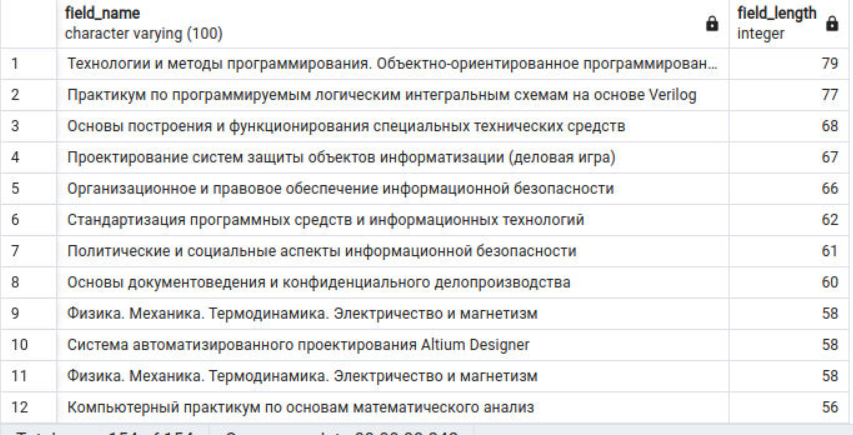 field_name field_length
character varying (100) integer
1 Технологии и методы программирования. Объектно-ориентированное программирован... 79
2 Практикум по программируемым логическим интегральным схемам на основе Verilog 77
3 Основы построения и функционирования специальных технических средств 68
4 Проектирование систем защиты объектов информатизации (деловая игра) 67
5 Организационное и правовое обеспечение информационной безопасности 66
6 Стандартизация программных средств и информационных технологий 62
7 Политические и социальные аспекты информационной безопасности 61
8 Основы документоведения и конфиденциального делопроизводства 60
9 Физика. Механика. Термодинамика. Электричество и магнетизм 58
10 Система автоматизированного проектирования Altium Designer 58
11 Физика. Механика. Термодинамика. Электричество и магнетизм 58
12 Компьютерный практикум по основам математического анализ 56